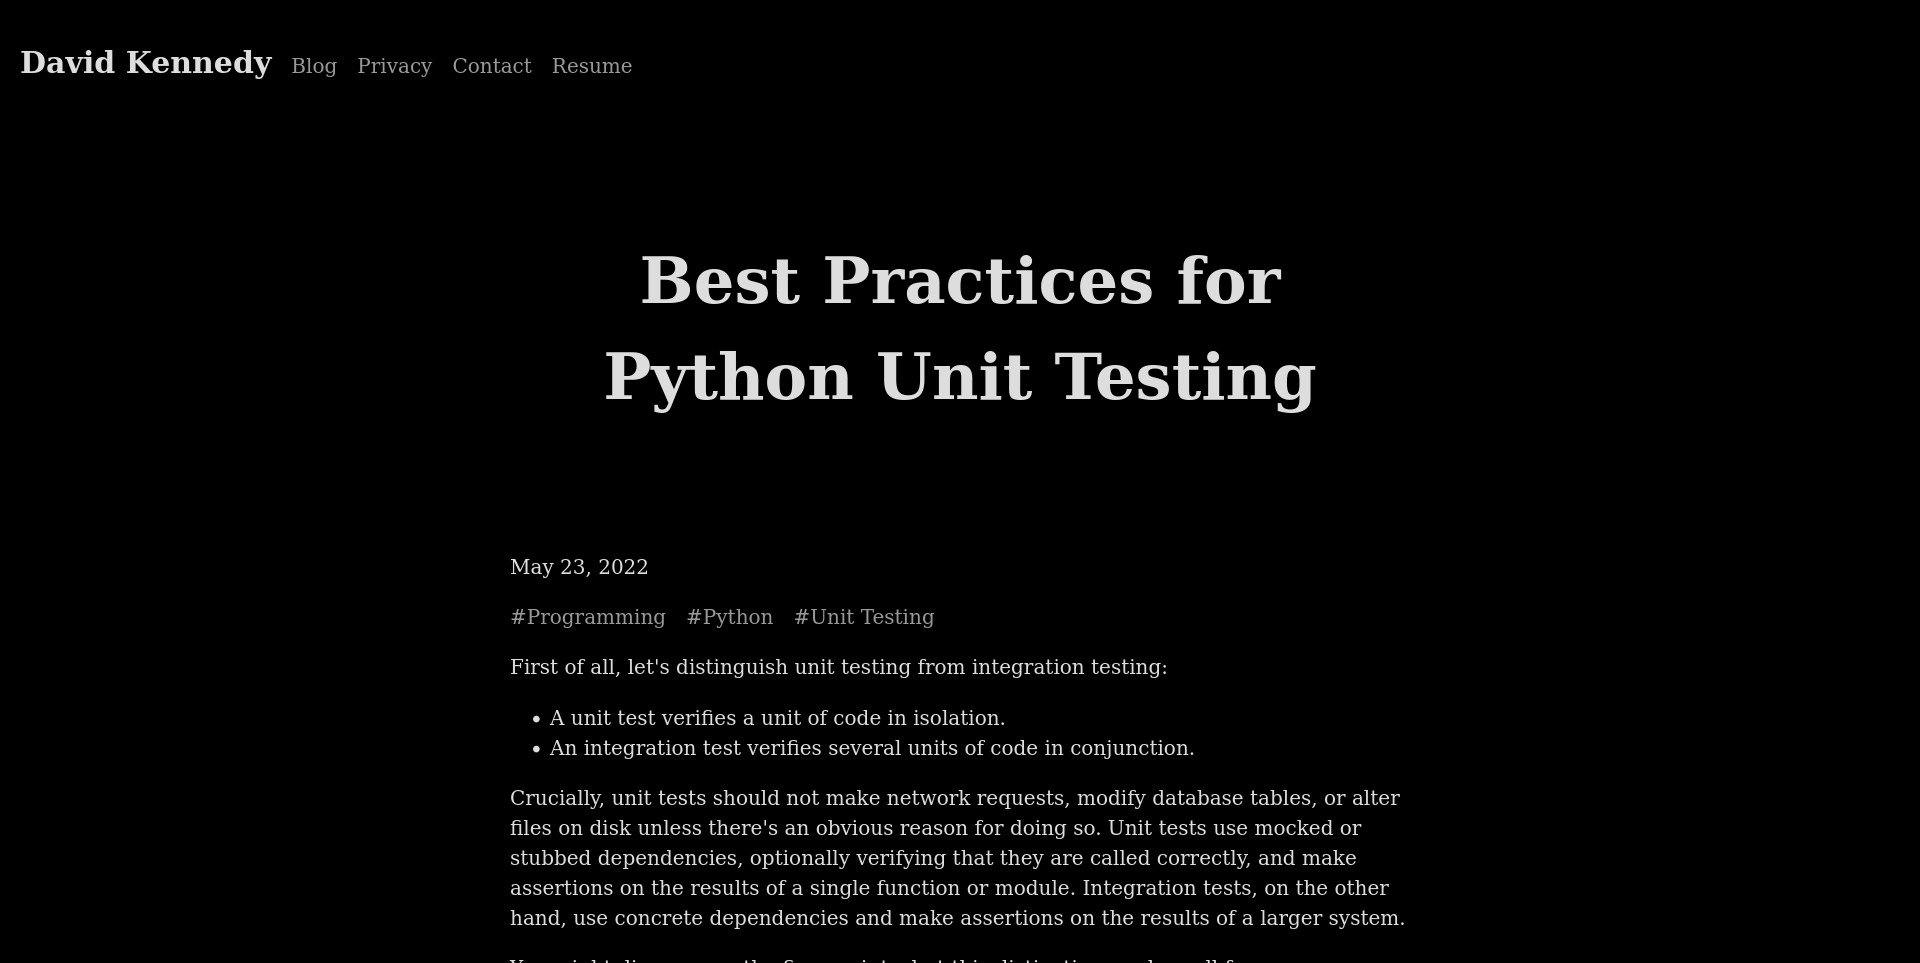 David Kennedy Blog Privacy Contact Resume
Best Practices for
Python Unit Testing
May 23, 2022
#Programming #Python #Unit Testing
First of all, let's distinguish unit testing from integration testing:
• A unit test verifies a unit of code in isolation.
• An integration test verifies several units of code in conjunction.
Crucially, unit tests should not make network requests, modify database tables, or alter
files on disk unless there's an obvious reason for doing so. Unit tests use mocked or
stubbed dependencies, optionally verifying that they are called correctly, and make
assertions on the results of a single function or module. Integration tests, on the other
hand, use concrete dependencies and make assertions on the results of a larger system.